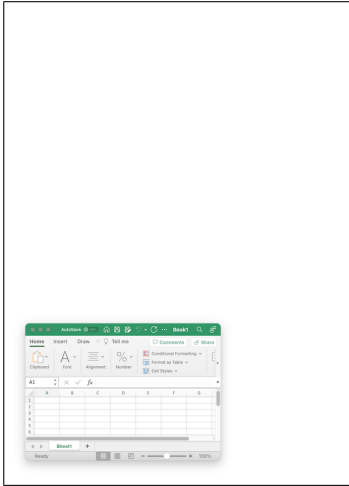 AutoSave Book1
Home Insert Draw Tell me Comments Share
Clipboard Font Alignment Number Conditional Formatting
Format as Table
Cell Styles
A1 fx
A B C D E F G
1
2
3
4
5
6
Sheet1 +
Ready 100%